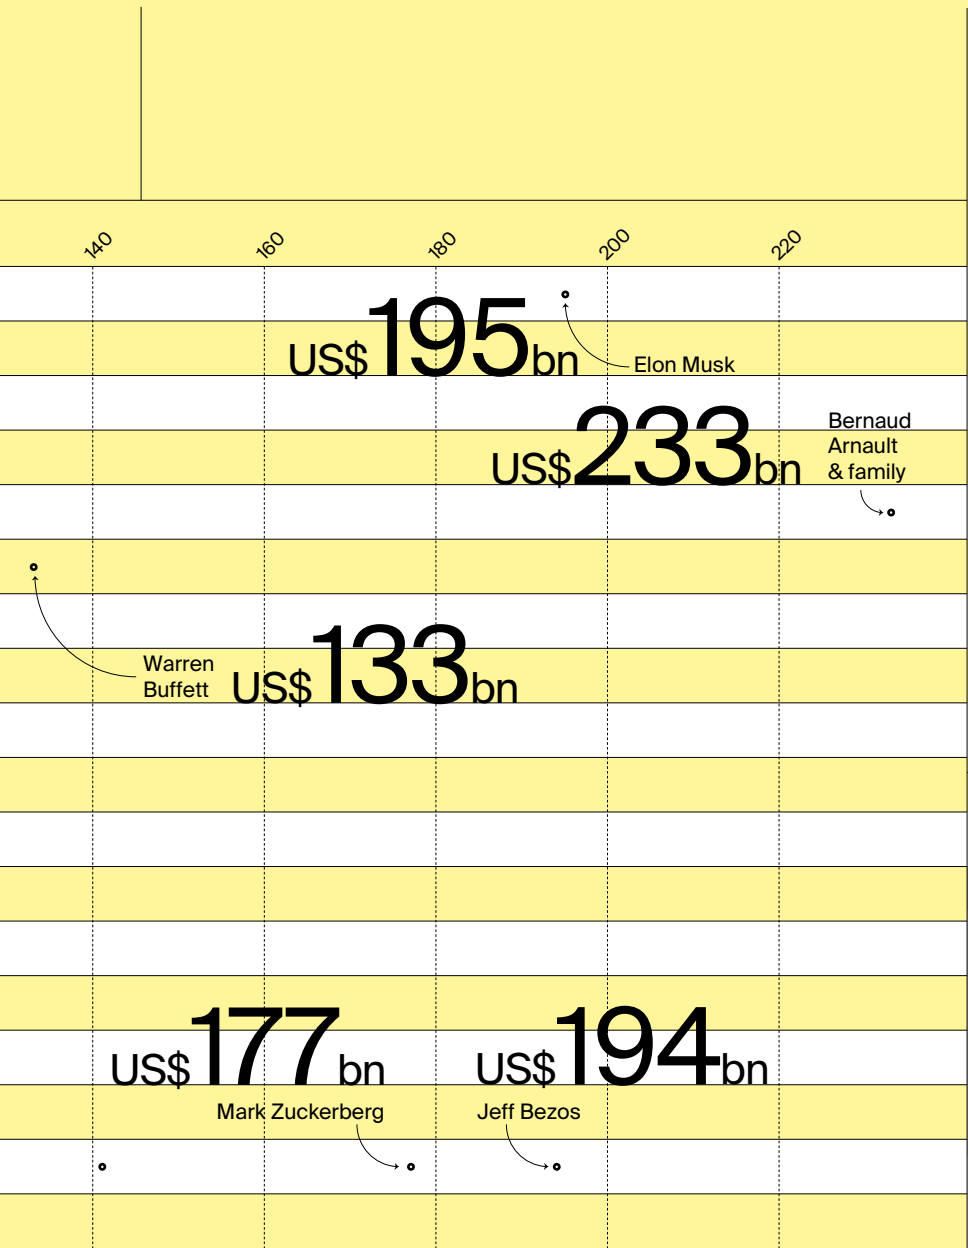 140
160
180
200
220
US$195bn
Elon Musk
Bernaud
Arnault
& family
US$233bn
Warren
Buffett
US$133bn
US$177bn
US$194bn
Mark Zuckerberg
Jeff Bezos